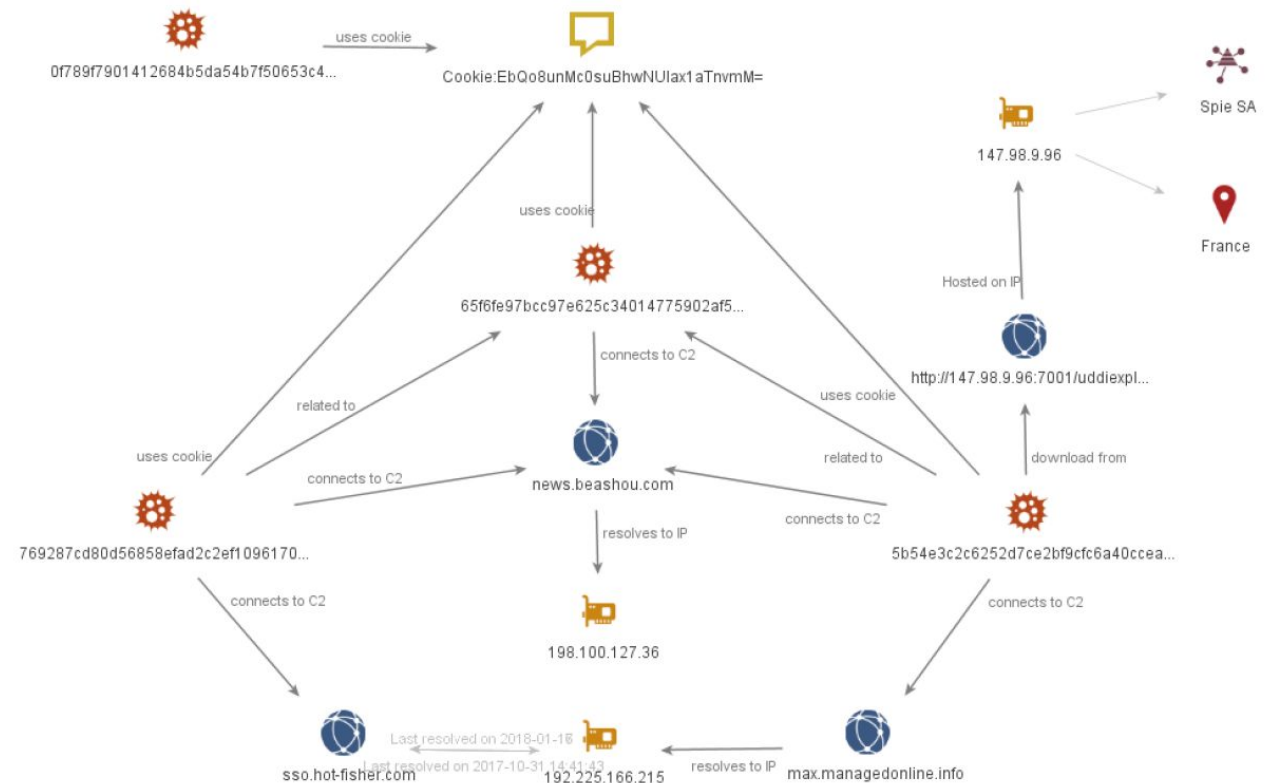 uses cookie
0f789f7901412684b5da54b7f50653c4...
Cookie:EbQo8unMc0suBhwNUlax1aTnvmM=
Spie SA
147.98.9.96
uses cookie
France
Hosted on IP
65f6fe97bcc97e625c34014775902af5...
connects to C2
http://147.98.9.96:7001/uddiexpl...
uses cookie
related to
uses cookie
related to
download from
connects to C2
news.beashou.com
connects to C2
resolves to IP
769287cd80d56858efad2c2ef1096170...
5b54e3c2c6252d7ce2bf9cfc6a40ccea...
connects to C2
connects to C2
198.100.127.36
Last resolved on
Last resolved on 2017-10-31 14:41:43
sso.hot-fisher.com
192.225.166.215
resolves to IP
max.managedonline.info